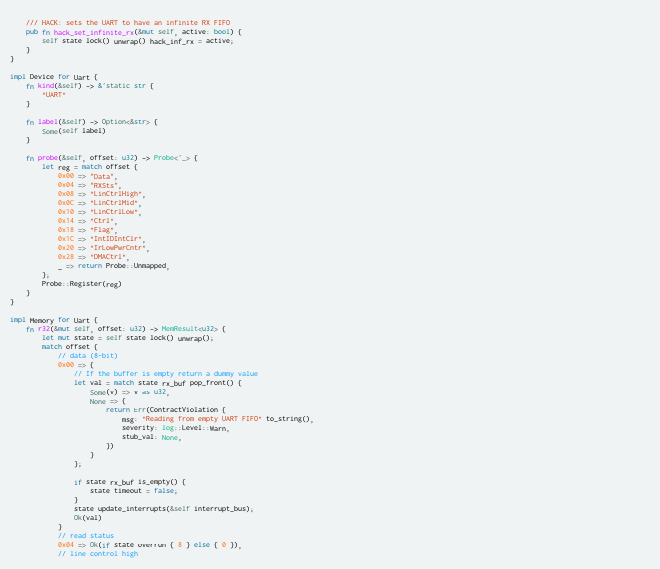 /// HACK: sets the UART to have an infinite RX FIFO
pub fn hack_set_infinite_rx(&mut self, active: bool) {
self state lock() unwrap() hack_inf_rx = active;
}
}
impl Device for Uart {
fn kind(&self) -> &'static str {
"UART"
}
fn label(&self) -> Option<&str> {
Some(self label)
}
fn probe(&self, offset: u32) -> Probe<'_> {
let reg = match offset {
0x00 => "Data",
0x04 => "RXSts",
0x08 => "LinCtrlHigh",
0x0C => "LinCtrlMid",
0x10 => "LinCtrlLow",
0x14 => "Ctrl",
0x18 => "Flag",
0x1C => "IntIDIntClr",
0x20 => "IrLowPwrCntr",
0x28 => "DMACtrl",
_ => return Probe::Unmapped,
};
Probe::Register(reg)
}
}
impl Memory for Uart {
fn r32(&mut self, offset: u32) -> MemResult<u32> {
let mut state = self state lock() unwrap();
match offset {
// data (8-bit)
0x00 => {
// If the buffer is empty return a dummy value
let val = match state rx_buf pop_front() {
Some(v) => v as u32,
None => {
return Err(ContractViolation {
msg: "Reading from empty UART FIFO" to_string(),
severity: log::Level::Warn,
stub_val: None,
})
}
};
if state rx_buf is_empty() {
state timeout = false;
}
state update_interrupts(&self interrupt_bus);
Ok(val)
}
// read status
0x04 => Ok(if state overrun { 8 } else { 0 }),
// line control high